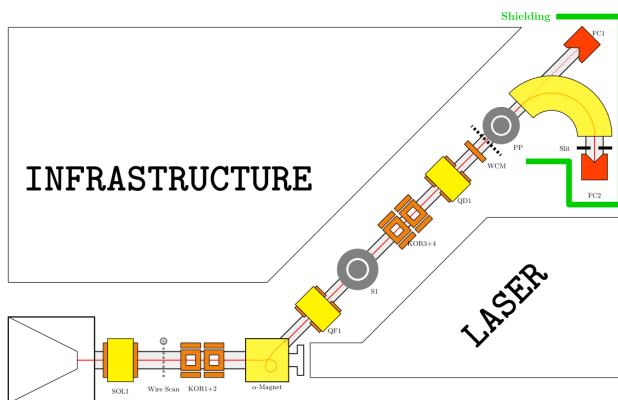 Shielding
FC1
PP
Slit
WCM
INFRASTRUCTURE
FC2
QD1
KOR3+4
S1
LASER
QF1
SOL1
Wire Scan
KOR1+2
α-Magnet